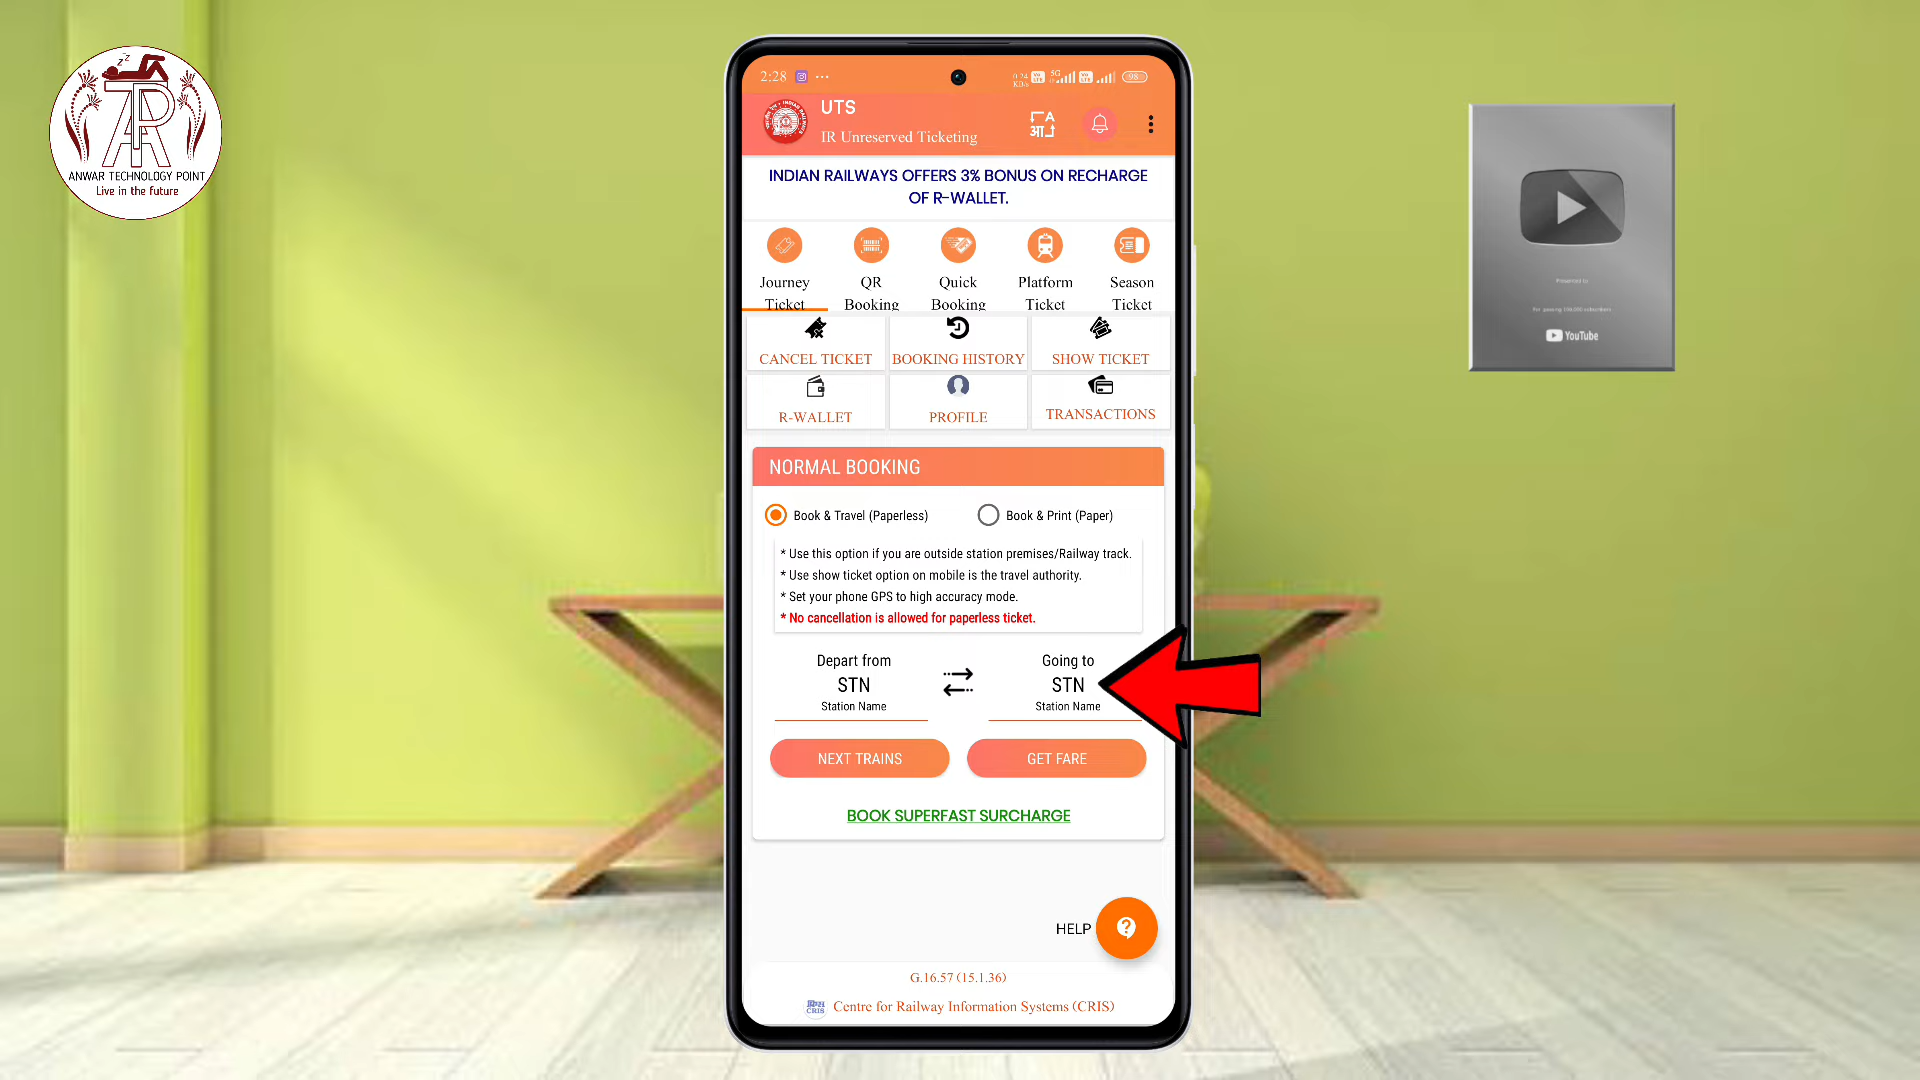 ANWAR TECHNOLOGY POINT
Live in the future
2:28
UTS
IR Unreserved Ticketing
INDIAN RAILWAYS OFFERS 3% BONUS ON RECHARGE
OF R-WALLET.
Journey Ticket
QR Booking
Quick Booking
Platform Ticket
Season Ticket
CANCEL TICKET
BOOKING HISTORY
SHOW TICKET
R-WALLET
PROFILE
TRANSACTIONS
NORMAL BOOKING
Book & Travel (Paperless)
Book & Print (Paper)
* Use this option if you are outside station premises/Railway track.
* Use show ticket option on mobile is the travel authority.
* Set your phone GPS to high accuracy mode.
* No cancellation is allowed for paperless ticket.
Depart from
STN
Station Name
Going to
STN
Station Name
NEXT TRAINS
GET FARE
BOOK SUPERFAST SURCHARGE
HELP
G.16.57 (15.1.36)
CRIS
Centre for Railway Information Systems (CRIS)
Presented to
YouTube